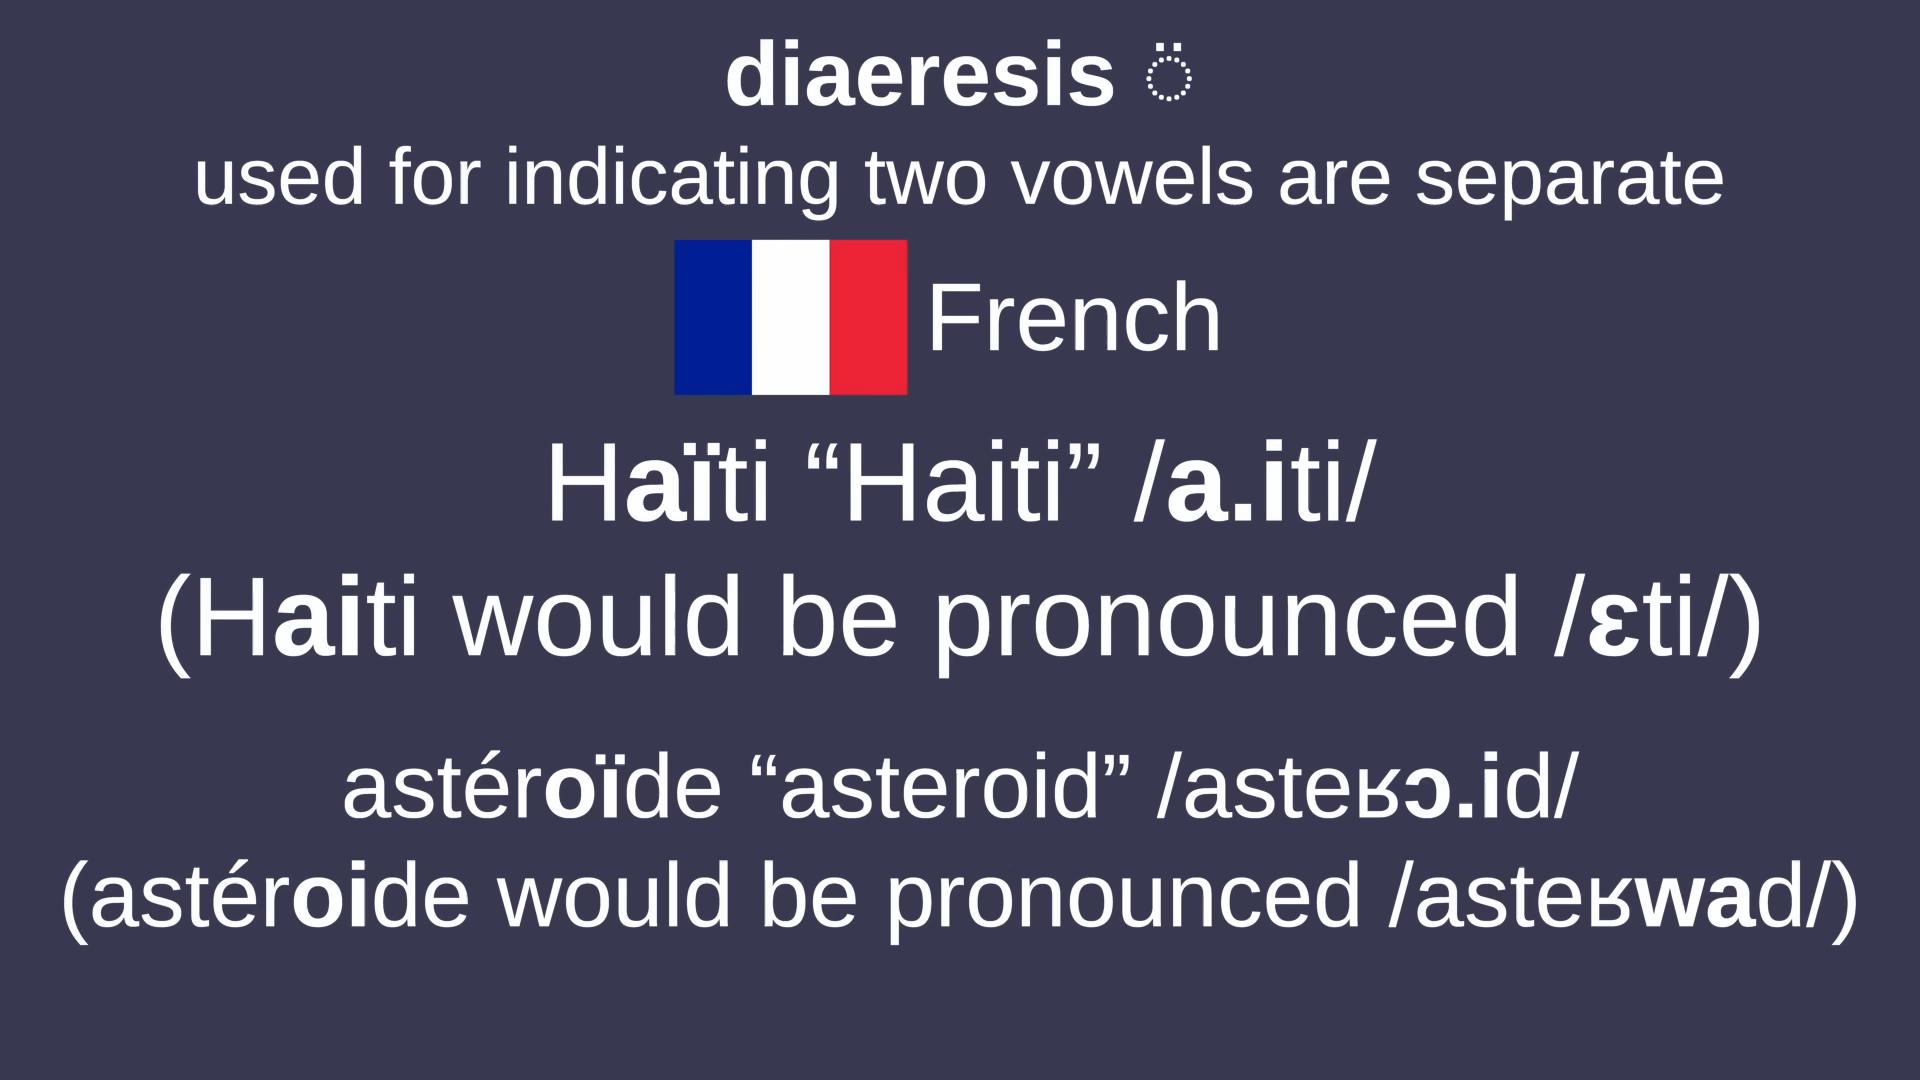 diaeresis ◌̈
used for indicating two vowels are separate
French
Haïti “Haiti” /a.iti/
(Haiti would be pronounced /ɛti/)
astéroïde “asteroid” /asteʁɔ.id/
(astéroide would be pronounced /asteʁwad/)